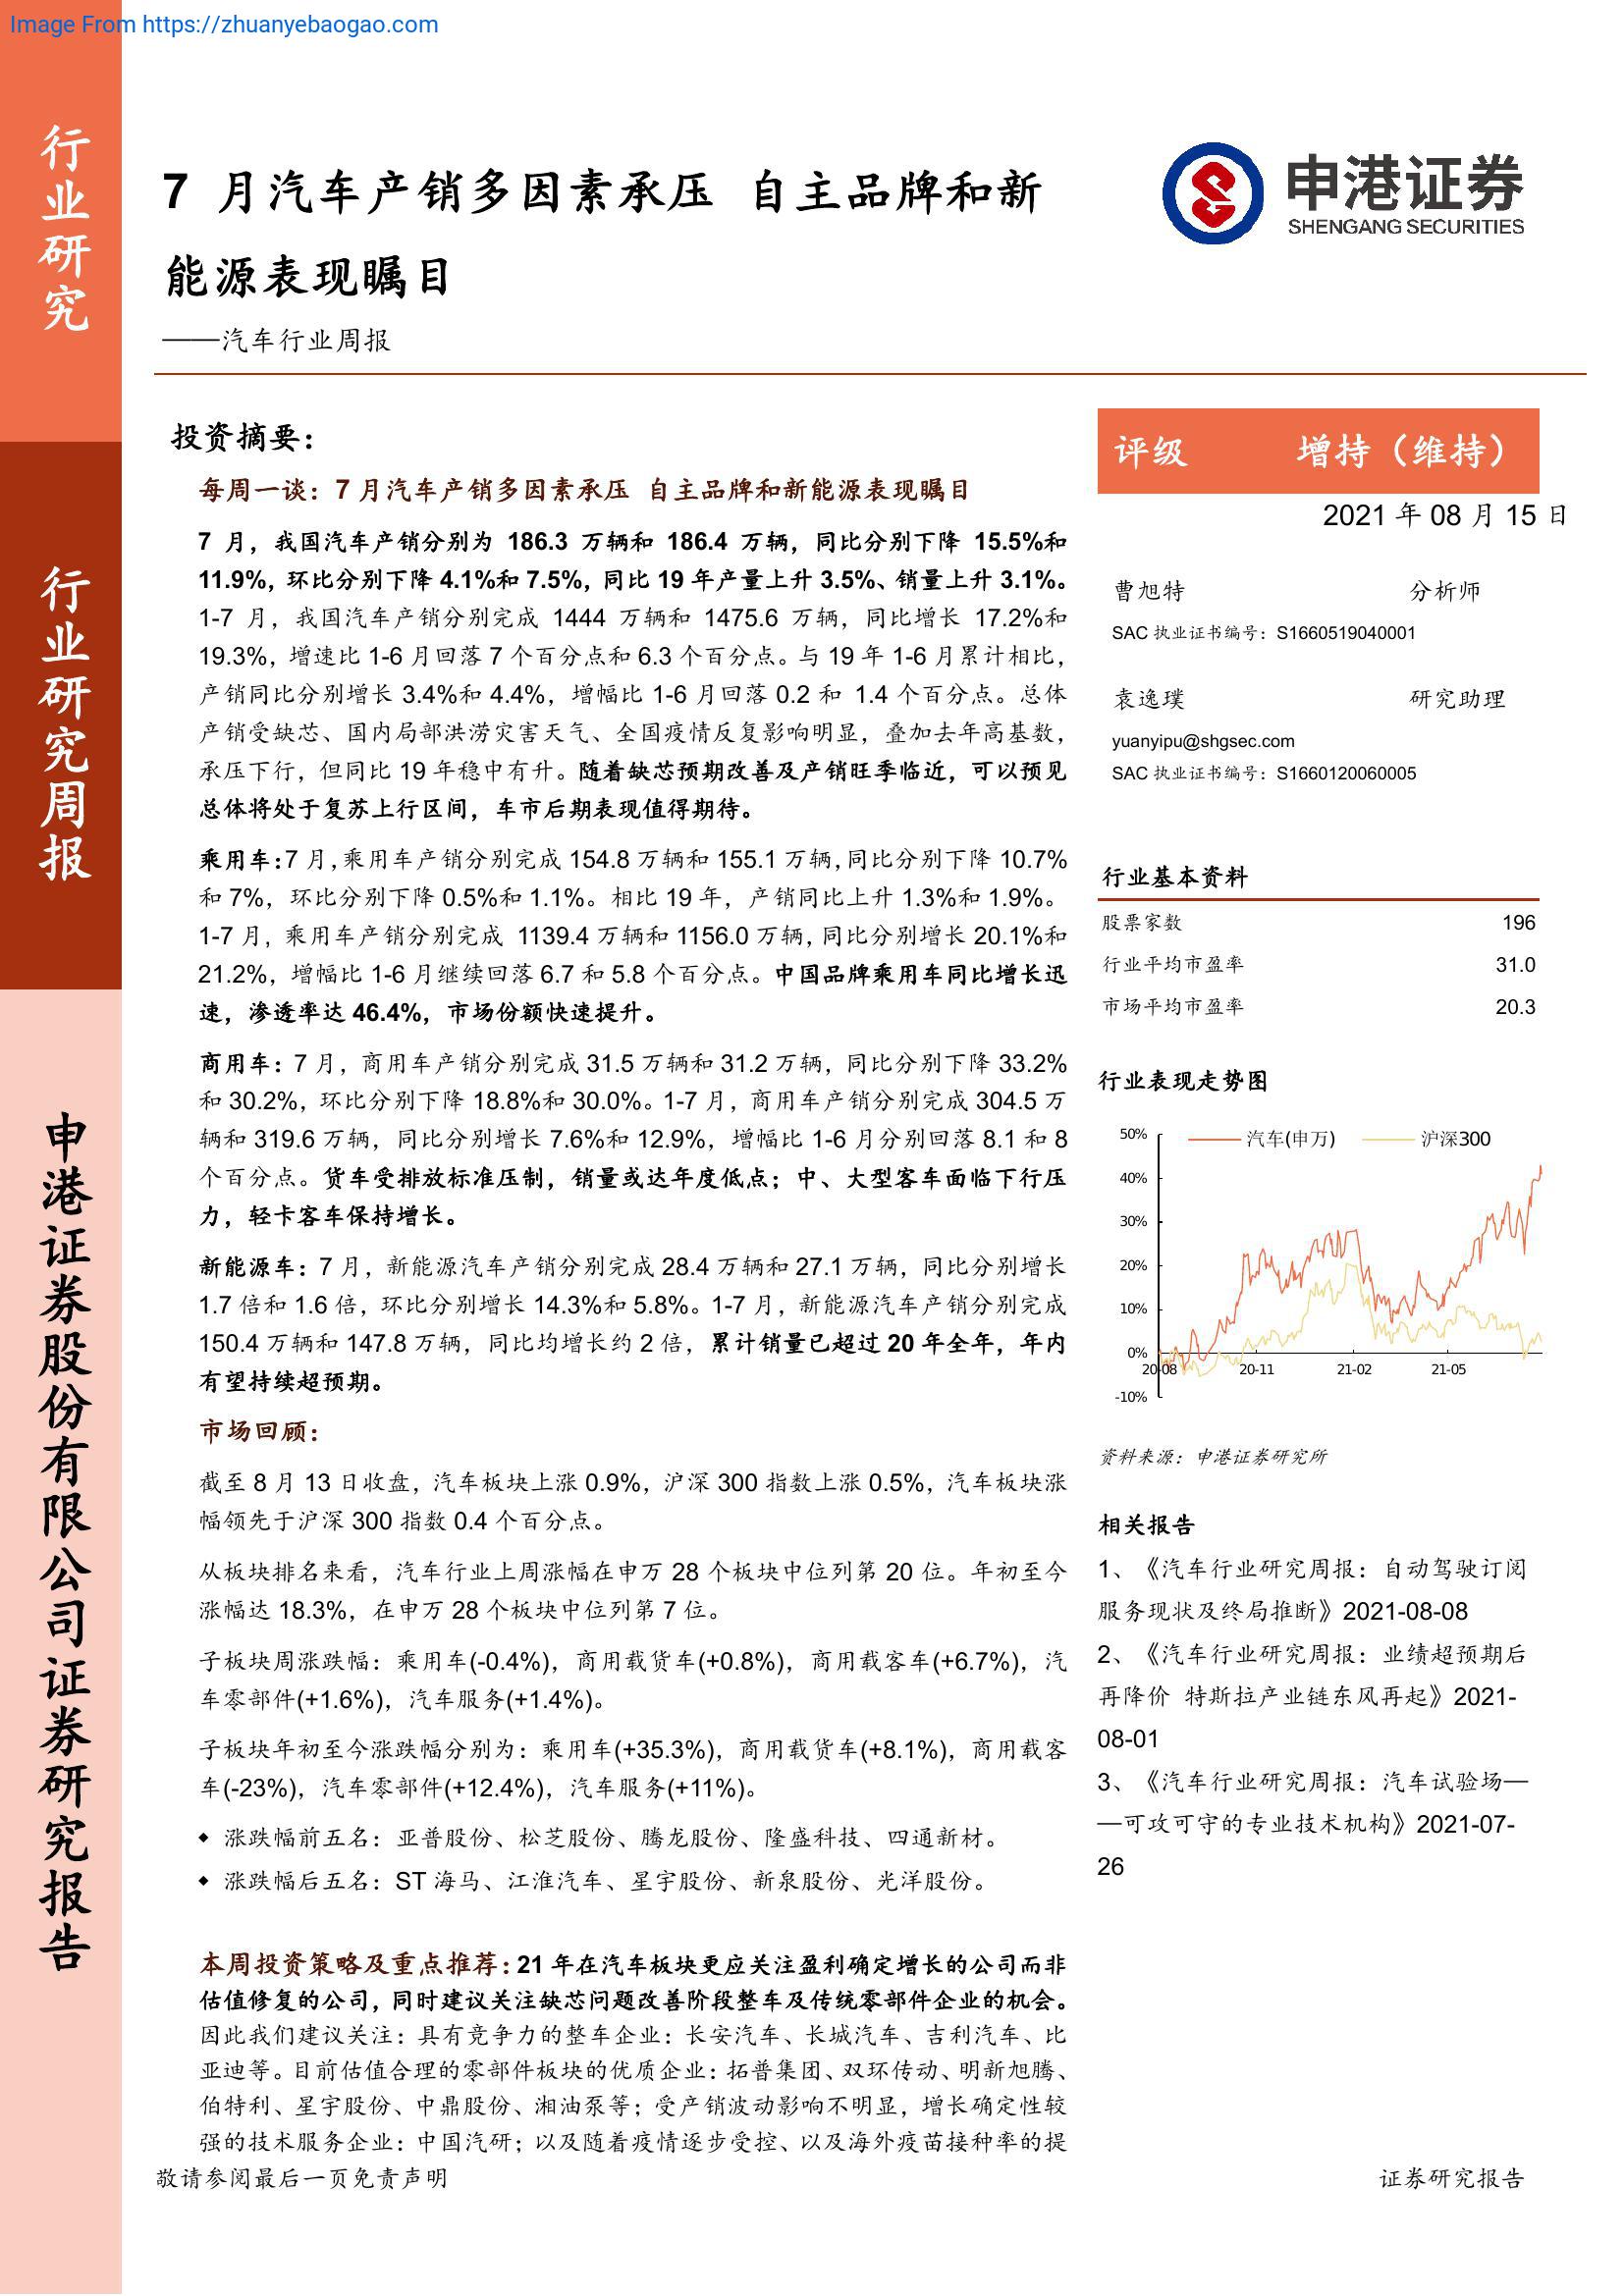 Image From https://zhuanyebaogao.com
行业研究
行业研究周报
申港证券股份有限公司证券研究报告
7 月汽车产销多因素承压 自主品牌和新
能源表现瞩目
——汽车行业周报
申港证券
SHENGANG SECURITIES
投资摘要：
每周一谈：7 月汽车产销多因素承压 自主品牌和新能源表现瞩目
7 月，我国汽车产销分别为 186.3 万辆和 186.4 万辆，同比分别下降 15.5%和
11.9%，环比分别下降 4.1%和 7.5%，同比 19 年产量上升 3.5%、销量上升 3.1%。
1-7 月，我国汽车产销分别完成 1444 万辆和 1475.6 万辆，同比增长 17.2%和
19.3%，增速比 1-6 月回落 7 个百分点和 6.3 个百分点。与 19 年 1-6 月累计相比，
产销同比分别增长 3.4%和 4.4%，增幅比 1-6 月回落 0.2 和 1.4 个百分点。总体
产销受缺芯、国内局部洪涝灾害天气、全国疫情反复影响明显，叠加去年高基数，
承压下行，但同比 19 年稳中有升。随着缺芯预期改善及产销旺季临近，可以预见
总体将处于复苏上行区间，车市后期表现值得期待。
乘用车：7 月，乘用车产销分别完成 154.8 万辆和 155.1 万辆，同比分别下降 10.7%
和 7%，环比分别下降 0.5%和 1.1%。相比 19 年，产销同比上升 1.3%和 1.9%。
1-7 月，乘用车产销分别完成 1139.4 万辆和 1156.0 万辆，同比分别增长 20.1%和
21.2%，增幅比 1-6 月继续回落 6.7 和 5.8 个百分点。中国品牌乘用车同比增长迅
速，渗透率达 46.4%，市场份额快速提升。
商用车：7 月，商用车产销分别完成 31.5 万辆和 31.2 万辆，同比分别下降 33.2%
和 30.2%，环比分别下降 18.8%和 30.0%。1-7 月，商用车产销分别完成 304.5 万
辆和 319.6 万辆，同比分别增长 7.6%和 12.9%，增幅比 1-6 月分别回落 8.1 和 8
个百分点。货车受排放标准压制，销量或达年度低点；中、大型客车面临下行压
力，轻卡客车保持增长。
新能源车：7 月，新能源汽车产销分别完成 28.4 万辆和 27.1 万辆，同比分别增长
1.7 倍和 1.6 倍，环比分别增长 14.3%和 5.8%。1-7 月，新能源汽车产销分别完成
150.4 万辆和 147.8 万辆，同比均增长约 2 倍，累计销量已超过 20 年全年，年内
有望持续超预期。
市场回顾：
截至 8 月 13 日收盘，汽车板块上涨 0.9%，沪深 300 指数上涨 0.5%，汽车板块涨
幅领先于沪深 300 指数 0.4 个百分点。
从板块排名来看，汽车行业上周涨幅在申万 28 个板块中位列第 20 位。年初至今
涨幅达 18.3%，在申万 28 个板块中位列第 7 位。
子板块周涨跌幅：乘用车(-0.4%)，商用载货车(+0.8%)，商用载客车(+6.7%)，汽
车零部件(+1.6%)，汽车服务(+1.4%)。
子板块年初至今涨跌幅分别为：乘用车(+35.3%)，商用载货车(+8.1%)，商用载客
车(-23%)，汽车零部件(+12.4%)，汽车服务(+11%)。
◆ 涨跌幅前五名：亚普股份、松芝股份、腾龙股份、隆盛科技、四通新材。
◆ 涨跌幅后五名：ST 海马、江淮汽车、星宇股份、新泉股份、光洋股份。
本周投资策略及重点推荐：21 年在汽车板块更应关注盈利确定增长的公司而非
估值修复的公司，同时建议关注缺芯问题改善阶段整车及传统零部件企业的机会。
因此我们建议关注：具有竞争力的整车企业：长安汽车、长城汽车、吉利汽车、比
亚迪等。目前估值合理的零部件板块的优质企业：拓普集团、双环传动、明新旭腾、
伯特利、星宇股份、中鼎股份、湘油泵等；受产销波动影响不明显，增长确定性较
强的技术服务企业：中国汽研；以及随着疫情逐步受控、以及海外疫苗接种率的提
评级 增持（维持）
2021 年 08 月 15 日
曹旭特 分析师
SAC 执业证书编号：S1660519040001
袁逸璞 研究助理
yuanyipu@shgsec.com
SAC 执业证书编号：S1660120060005
行业基本资料
股票家数 196
行业平均市盈率 31.0
市场平均市盈率 20.3
行业表现走势图
汽车(申万) 沪深300
50%
40%
30%
20%
10%
0%
-10%
20-08 20-11 21-02 21-05
资料来源：申港证券研究所
相关报告
1、《汽车行业研究周报：自动驾驶订阅
服务现状及终局推断》2021-08-08
2、《汽车行业研究周报：业绩超预期后
再降价 特斯拉产业链东风再起》2021-
08-01
3、《汽车行业研究周报：汽车试验场—
—可攻可守的专业技术机构》2021-07-
26
敬请参阅最后一页免责声明 证券研究报告